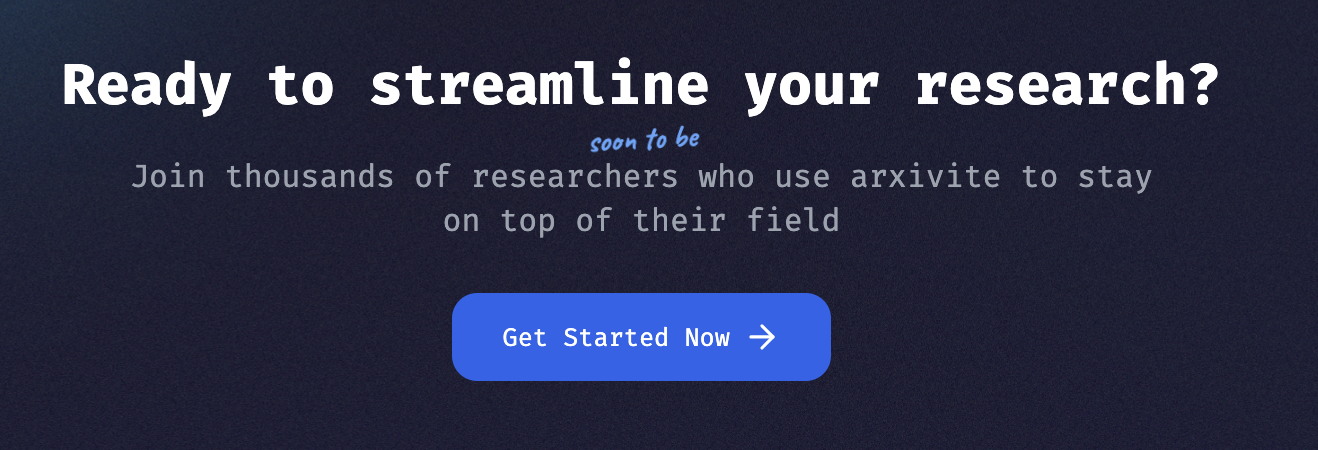 Ready to streamline your research?
soon to be
Join thousands of researchers who use arxivite to stay
on top of their field
Get Started Now →